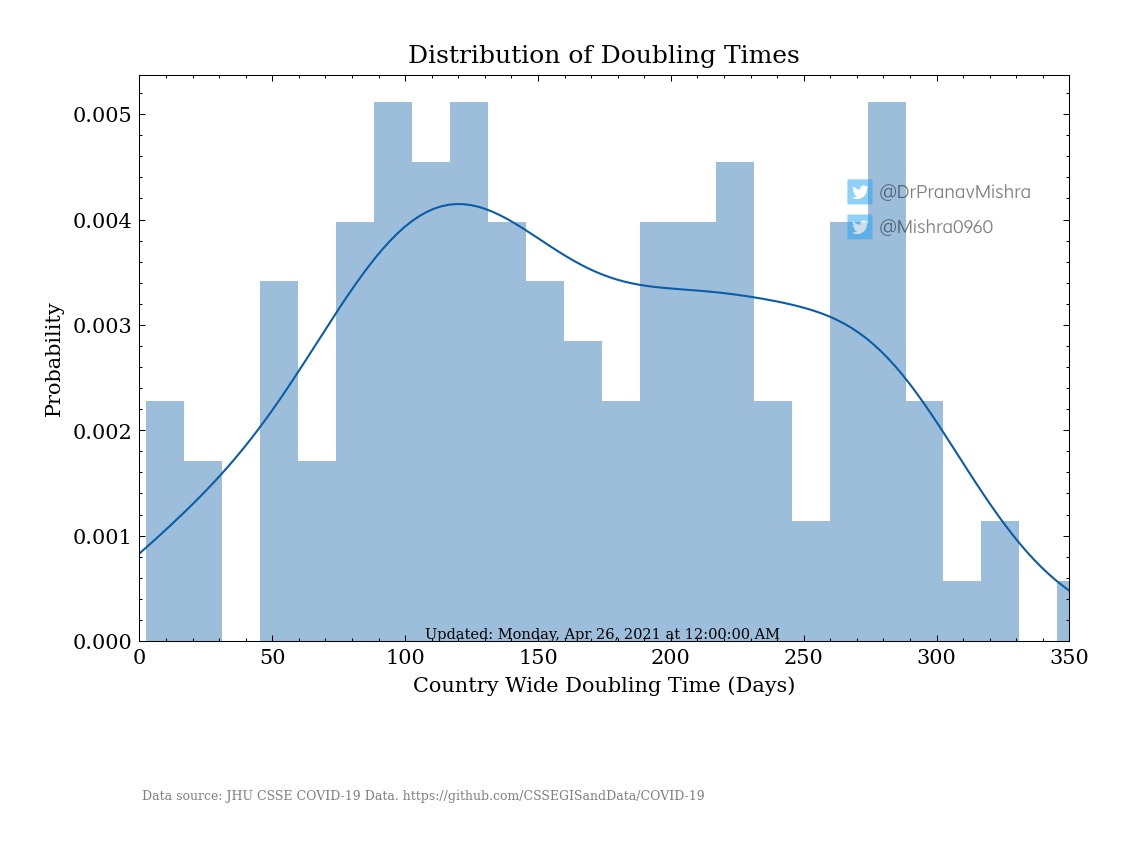 Distribution of Doubling Times
0.005
0.004
0.003
0.002
0.001
0.000
Probability
@DrPranavMishra
@Mishra0960
Updated: Monday, Apr 26, 2021 at 12:00:00 AM
0 50 100 150 200 250 300 350
Country Wide Doubling Time (Days)
Data source: JHU CSSE COVID-19 Data. https://github.com/CSSEGISandData/COVID-19